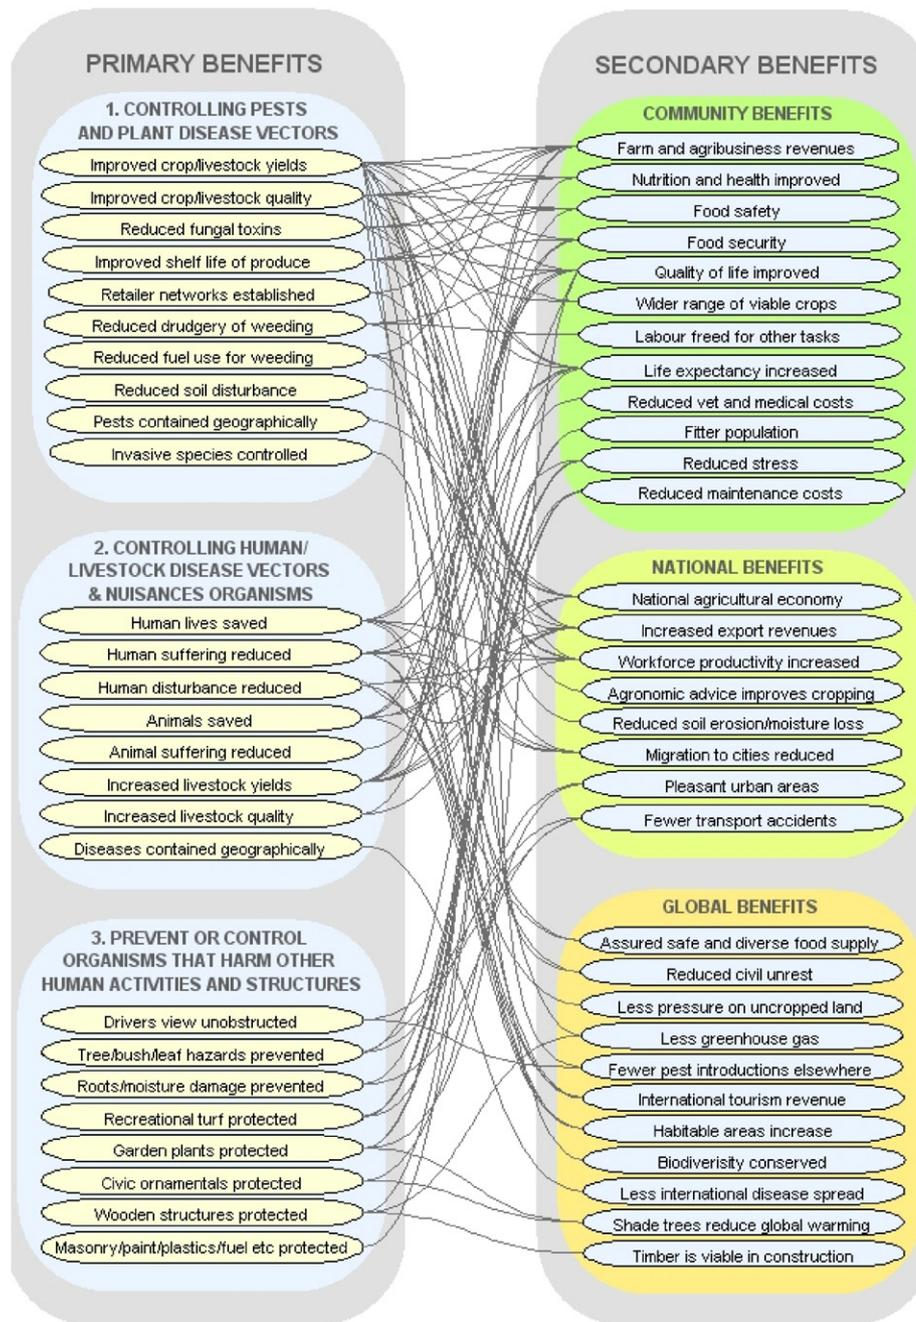 PRIMARY BENEFITS
1. CONTROLLING PESTS
AND PLANT DISEASE VECTORS
Improved crop/livestock yields
Improved crop/livestock quality
Reduced fungal toxins
Improved shelf life of produce
Retailer networks established
Reduced drudgery of weeding
Reduced fuel use for weeding
Reduced soil disturbance
Pests contained geographically
Invasive species controlled
2. CONTROLLING HUMAN/
LIVESTOCK DISEASE VECTORS
& NUISANCES ORGANISMS
Human lives saved
Human suffering reduced
Human disturbance reduced
Animals saved
Animal suffering reduced
Increased livestock yields
Increased livestock quality
Diseases contained geographically
3. PREVENT OR CONTROL
ORGANISMS THAT HARM OTHER
HUMAN ACTIVITIES AND STRUCTURES
Drivers view unobstructed
Tree/bush/leaf hazards prevented
Roots/moisture damage prevented
Recreational turf protected
Garden plants protected
Civic ornamentals protected
Wooden structures protected
Masonry/paint/plastics/fuel etc protected
SECONDARY BENEFITS
COMMUNITY BENEFITS
Farm and agribusiness revenues
Nutrition and health improved
Food safety
Food security
Quality of life improved
Wider range of viable crops
Labour freed for other tasks
Life expectancy increased
Reduced vet and medical costs
Fitter population
Reduced stress
Reduced maintenance costs
NATIONAL BENEFITS
National agricultural economy
Increased export revenues
Workforce productivity increased
Agronomic advice improves cropping
Reduced soil erosion/moisture loss
Migration to cities reduced
Pleasant urban areas
Fewer transport accidents
GLOBAL BENEFITS
Assured safe and diverse food supply
Reduced civil unrest
Less pressure on uncropped land
Less greenhouse gas
Fewer pest introductions elsewhere
International tourism revenue
Habitable areas increase
Biodiverisity conserved
Less international disease spread
Shade trees reduce global warming
Timber is viable in construction